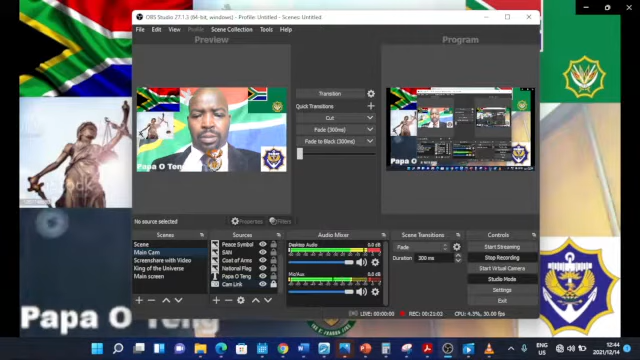 OBS Studio 27.1.3 (64-bit, windows) - Profile: Untitled - Scenes: Untitled
File Edit View Profile Scene Collection Tools Help
Preview Program
Papa O Teng
Transition
Quick Transitions
Cut
Fade (300ms)
Fade to Black (300ms)
No source selected
Properties Filters
Scenes Sources Audio Mixer Scene Transitions Controls
Scene
Main Cam
Screenshare with Video
King of the Universe
Main screen
Peace Symbol
SAN
Coat of Arms
National Flag
Papa O Teng
Cam Link
Desktop Audio 0.0 dB
Mic/Aux 0.0 dB
Fade
Duration 300 ms
Start Streaming
Stop Recording
Start Virtual Camera
Studio Mode
Settings
Exit
LIVE: 00:00:00 REC: 00:21:03 CPU: 4.3%, 30.00 fps
Papa O Teng
ENG
12:44
2021/12/14